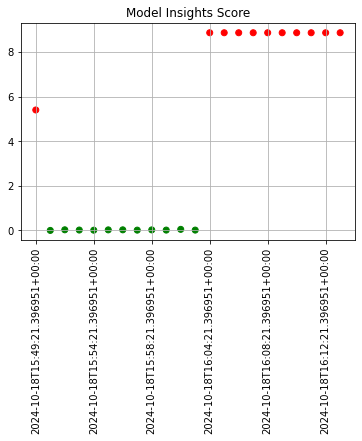 Model Insights Score
8
6
4
2
0
2024-10-18T15:49:21.396951+00:00
2024-10-18T15:54:21.396951+00:00
2024-10-18T15:58:21.396951+00:00
2024-10-18T16:04:21.396951+00:00
2024-10-18T16:08:21.396951+00:00
2024-10-18T16:12:21.396951+00:00